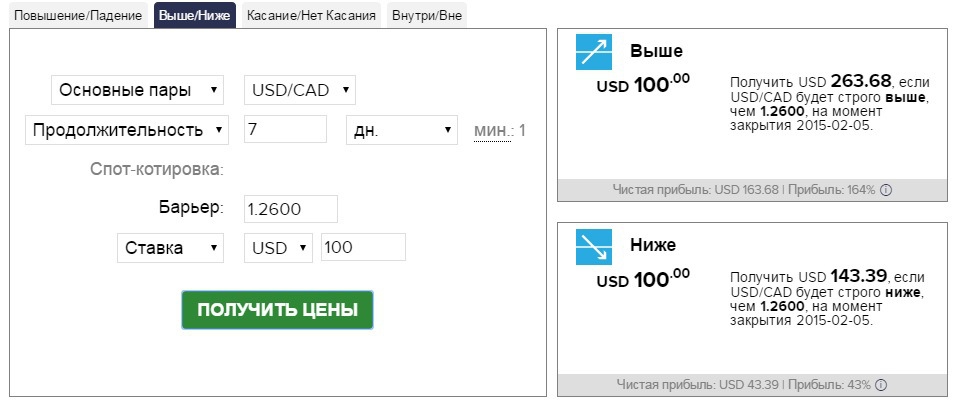 Повышение/Падение Выше/Ниже Касание/Нет Касания Внутри/Вне
Основные пары USD/CAD
Продолжительность 7 дн. мин.: 1
Спот-котировка:
Барьер: 1.2600
Ставка USD 100
ПОЛУЧИТЬ ЦЕНЫ
Выше
USD 100.00
Получить USD 263.68, если
USD/CAD будет строго выше,
чем 1.2600, на момент
закрытия 2015-02-05.
Чистая прибыль: USD 163.68 | Прибыль: 164%
Ниже
USD 100.00
Получить USD 143.39, если
USD/CAD будет строго ниже,
чем 1.2600, на момент
закрытия 2015-02-05.
Чистая прибыль: USD 43.39 | Прибыль: 43%